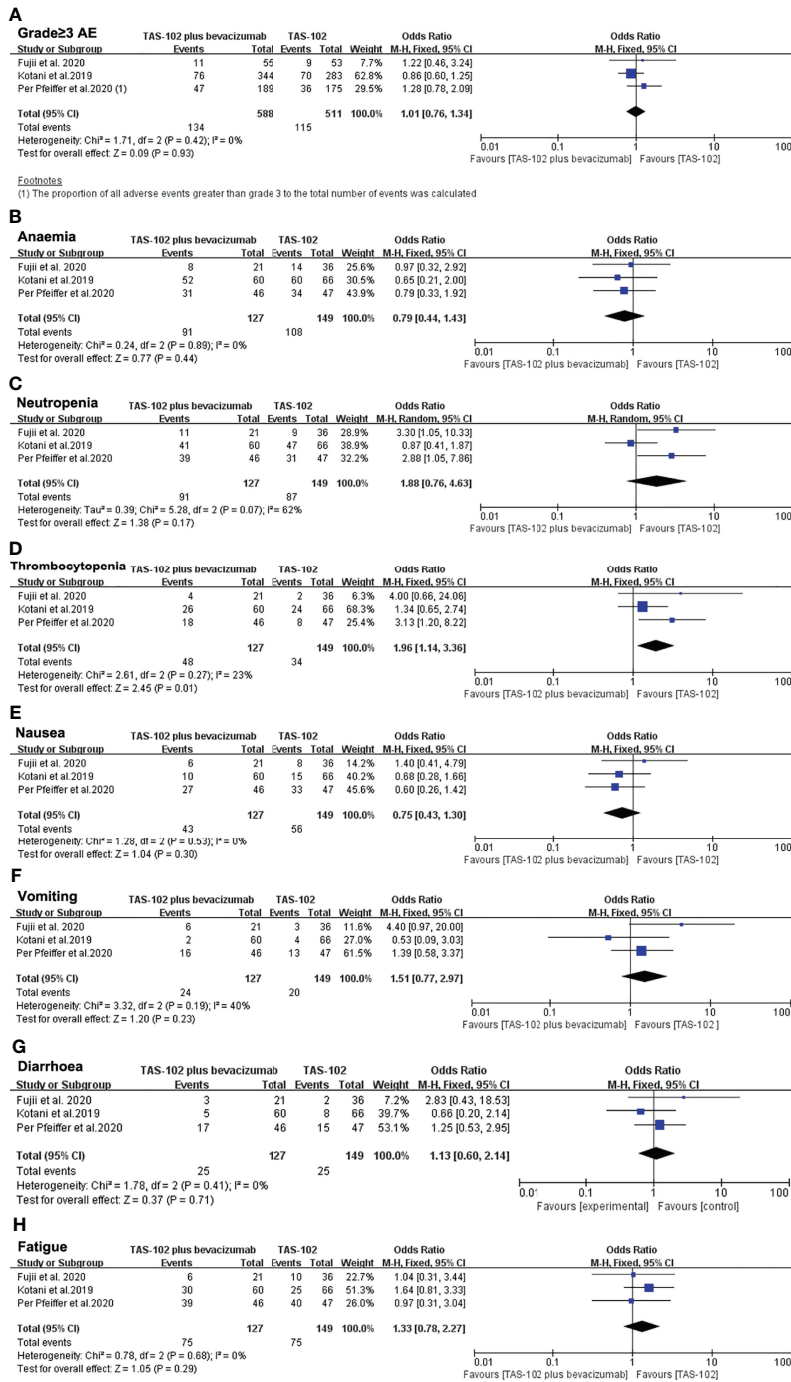 A
Grade≥3 AE
TAS-102 plus bevacizumab TAS-102 Odds Ratio Odds Ratio
Study or Subgroup Events Total Events Total Weight M-H, Fixed, 95% CI M-H, Fixed, 95% CI
Fujii et al. 2020 11 55 9 53 7.7% 1.22 [0.46, 3.24]
Kotani et al.2019 76 344 70 283 62.8% 0.86 [0.60, 1.25]
Per Pfeiffer et al.2020 (1) 47 189 36 175 29.5% 1.28 [0.78, 2.09]
Total (95% CI) 588 511 100.0% 1.01 [0.76, 1.34]
Total events 134 115
Heterogeneity: Chi² = 1.71, df = 2 (P = 0.42); I² = 0%
Test for overall effect: Z = 0.09 (P = 0.93)
0.01 0.1 1 10 100
Favours [TAS-102 plus bevacizumab] Favours [TAS-102]
Footnotes
(1) The proportion of all adverse events greater than grade 3 to the total number of events was calculated
B
Anaemia
TAS-102 plus bevacizumab TAS-102 Odds Ratio Odds Ratio
Study or Subgroup Events Total Events Total Weight M-H, Fixed, 95% CI M-H, Fixed, 95% CI
Fujii et al. 2020 8 21 14 36 25.6% 0.97 [0.32, 2.92]
Kotani et al.2019 52 60 60 66 30.5% 0.65 [0.21, 2.00]
Per Pfeiffer et al.2020 31 46 34 47 43.9% 0.79 [0.33, 1.92]
Total (95% CI) 127 149 100.0% 0.79 [0.44, 1.43]
Total events 91 108
Heterogeneity: Chi² = 0.24, df = 2 (P = 0.89); I² = 0%
Test for overall effect: Z = 0.77 (P = 0.44)
0.01 0.1 1 10 100
Favours [TAS-102 plus bevacizumab] Favours [TAS-102]
C
Neutropenia
TAS-102 plus bevacizumab TAS-102 Odds Ratio Odds Ratio
Study or Subgroup Events Total Events Total Weight M-H, Random, 95% CI M-H, Random, 95% CI
Fujii et al. 2020 11 21 9 36 28.9% 3.30 [1.05, 10.33]
Kotani et al.2019 41 60 47 66 38.9% 0.87 [0.41, 1.87]
Per Pfeiffer et al.2020 39 46 31 47 32.2% 2.88 [1.05, 7.86]
Total (95% CI) 127 149 100.0% 1.88 [0.76, 4.63]
Total events 91 87
Heterogeneity: Tau² = 0.39; Chi² = 5.28, df = 2 (P = 0.07); I² = 62%
Test for overall effect: Z = 1.38 (P = 0.17)
0.01 0.1 1 10 100
Favours [TAS-102 plus bevacizumab] Favours [TAS-102]
D
Thrombocytopenia
TAS-102 plus bevacizumab TAS-102 Odds Ratio Odds Ratio
Study or Subgroup Events Total Events Total Weight M-H, Fixed, 95% CI M-H, Fixed, 95% CI
Fujii et al. 2020 4 21 2 36 6.3% 4.00 [0.66, 24.06]
Kotani et al.2019 26 60 24 66 68.3% 1.34 [0.65, 2.74]
Per Pfeiffer et al.2020 18 46 8 47 25.4% 3.13 [1.20, 8.22]
Total (95% CI) 127 149 100.0% 1.96 [1.14, 3.36]
Total events 48 34
Heterogeneity: Chi² = 2.61, df = 2 (P = 0.27); I² = 23%
Test for overall effect: Z = 2.45 (P = 0.01)
0.01 0.1 1 10 100
Favours [TAS-102 plus bevacizumab] Favours [TAS-102]
E
Nausea
TAS-102 plus bevacizumab TAS-102 Odds Ratio Odds Ratio
Study or Subgroup Events Total Events Total Weight M-H, Fixed, 95% CI M-H, Fixed, 95% CI
Fujii et al. 2020 6 21 8 36 14.2% 1.40 [0.41, 4.79]
Kotani et al.2019 10 60 15 66 40.2% 0.68 [0.28, 1.66]
Per Pfeiffer et al.2020 27 46 33 47 45.6% 0.60 [0.26, 1.42]
Total (95% CI) 127 149 100.0% 0.75 [0.43, 1.30]
Total events 43 56
Heterogeneity: Chi² = 1.28, df = 2 (P = 0.53); I² = 0%
Test for overall effect: Z = 1.04 (P = 0.30)
0.01 0.1 1 10 100
Favours [TAS-102 plus bevacizumab] Favours [TAS-102]
F
Vomiting
TAS-102 plus bevacizumab TAS-102 Odds Ratio Odds Ratio
Study or Subgroup Events Total Events Total Weight M-H, Fixed, 95% CI M-H, Fixed, 95% CI
Fujii et al. 2020 6 21 3 36 11.6% 4.40 [0.97, 20.00]
Kotani et al.2019 2 60 4 66 27.0% 0.53 [0.09, 3.03]
Per Pfeiffer et al.2020 16 46 13 47 61.5% 1.39 [0.58, 3.37]
Total (95% CI) 127 149 100.0% 1.51 [0.77, 2.97]
Total events 24 20
Heterogeneity: Chi² = 3.32, df = 2 (P = 0.19); I² = 40%
Test for overall effect: Z = 1.20 (P = 0.23)
0.01 0.1 1 10 100
Favours [TAS-102 plus bevacizumab] Favours [TAS-102]
G
Diarrhoea
TAS-102 plus bevacizumab TAS-102 Odds Ratio Odds Ratio
Study or Subgroup Events Total Events Total Weight M-H, Fixed, 95% CI M-H, Fixed, 95% CI
Fujii et al. 2020 3 21 2 36 7.2% 2.83 [0.43, 18.53]
Kotani et al.2019 5 60 8 66 39.7% 0.66 [0.20, 2.14]
Per Pfeiffer et al.2020 17 46 15 47 53.1% 1.25 [0.53, 2.95]
Total (95% CI) 127 149 100.0% 1.13 [0.60, 2.14]
Total events 25 25
Heterogeneity: Chi² = 1.78, df = 2 (P = 0.41); I² = 0%
Test for overall effect: Z = 0.37 (P = 0.71)
0.01 0.1 1 10 100
Favours [experimental] Favours [control]
H
Fatigue
TAS-102 plus bevacizumab TAS-102 Odds Ratio Odds Ratio
Study or Subgroup Events Total Events Total Weight M-H, Fixed, 95% CI M-H, Fixed, 95% CI
Fujii et al. 2020 6 21 10 36 22.7% 1.04 [0.31, 3.44]
Kotani et al.2019 30 60 25 66 51.3% 1.64 [0.81, 3.33]
Per Pfeiffer et al.2020 39 46 40 47 26.0% 0.97 [0.31, 3.04]
Total (95% CI) 127 149 100.0% 1.33 [0.78, 2.27]
Total events 75 75
Heterogeneity: Chi² = 0.78, df = 2 (P = 0.68); I² = 0%
Test for overall effect: Z = 1.05 (P = 0.29)
0.01 0.1 1 10 100
Favours [TAS-102 plus bevacizumab] Favours [TAS-102]